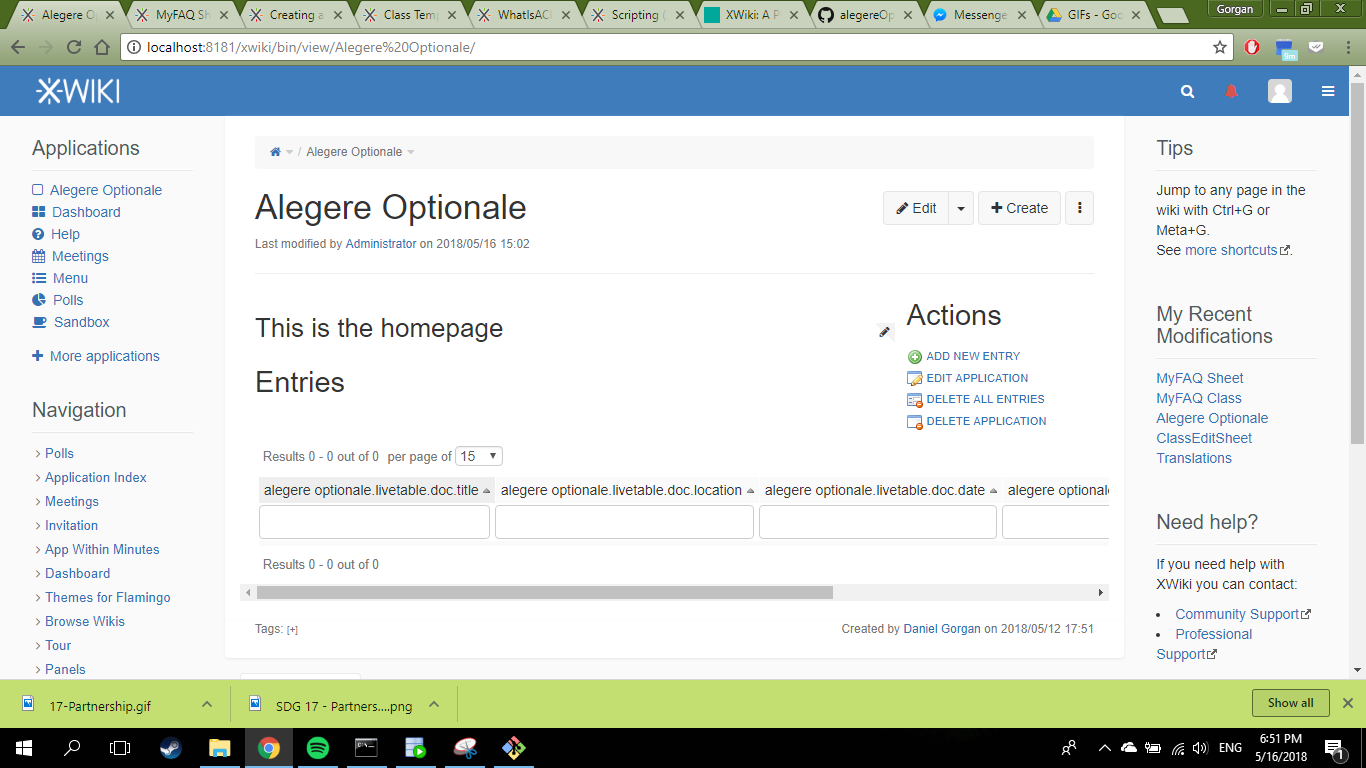 Alegere O
MyFAQ Sh
Creating a
Class Temp
WhatIsACl
Scripting (
XWiki: A P
alegereOp
Messenge
GIFs - Goo
Gorgan
localhost:8181/xwiki/bin/view/Alegere%20Optionale/
9m
X-WIKI
Applications
Alegere Optionale
Dashboard
Help
Meetings
Menu
Polls
Sandbox
More applications
Navigation
Polls
Application Index
Meetings
Invitation
App Within Minutes
Dashboard
Themes for Flamingo
Browse Wikis
Tour
Panels
/ Alegere Optionale
Alegere Optionale
Edit
Create
Last modified by Administrator on 2018/05/16 15:02
This is the homepage
Entries
Actions
ADD NEW ENTRY
EDIT APPLICATION
DELETE ALL ENTRIES
DELETE APPLICATION
Results 0 - 0 out of 0 per page of 15
alegere optionale.livetable.doc.title alegere optionale.livetable.doc.location alegere optionale.livetable.doc.date alegere optional
Results 0 - 0 out of 0
Tags: [+]
Created by Daniel Gorgan on 2018/05/12 17:51
Tips
Jump to any page in the
wiki with Ctrl+G or
Meta+G.
See more shortcuts.
My Recent
Modifications
MyFAQ Sheet
MyFAQ Class
Alegere Optionale
ClassEditSheet
Translations
Need help?
If you need help with
XWiki you can contact:
• Community Support
• Professional
Support
17-Partnership.gif
SDG 17 - Partners....png
Show all
ENG
6:51 PM
5/16/2018
1